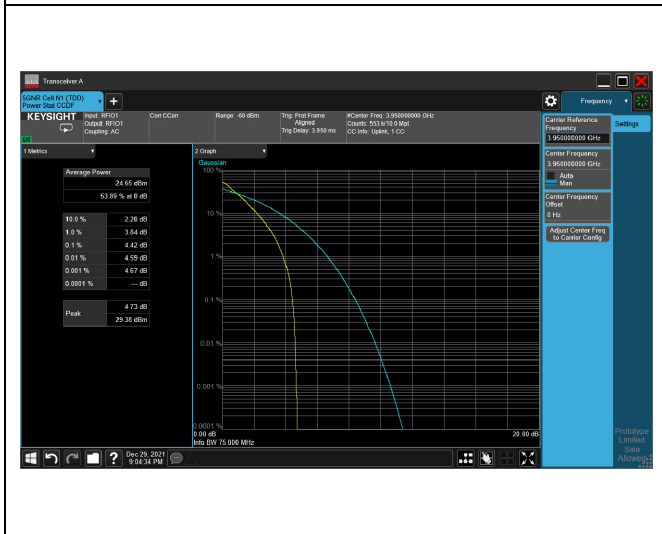 Transceiver A
5GNR Cell N1 (TDD)
Power Stat CCDF
Frequency
KEYSIGHT
Input: RFIO1
Output: RFIO1
Coupling: AC
Corr CCorr
Range: -60 dBm
Trig: Prot Frame
Aligned
Trig Delay: 3.950 ms
#Center Freq: 3.950000000 GHz
Counts: 553 k/10.0 Mpt
CC Info: Uplink, 1 CC
Carrier Reference
Frequency
3.950000000 GHz
Settings
Center Frequency
3.950000000 GHz
Auto
Man
Center Frequency
Offset
0 Hz
Adjust Center Freq
to Carrier Config
1 Metrics
Average Power
24.65 dBm
53.89 % at 0 dB
10.0 % 2.20 dB
1.0 % 3.84 dB
0.1 % 4.42 dB
0.01 % 4.59 dB
0.001 % 4.67 dB
0.0001 % --- dB
Peak
4.73 dB
29.38 dBm
2 Graph
Gaussian
100 %
10 %
1 %
0.1 %
0.01 %
0.001 %
0.0001 %
0.00 dB
20.00 dB
Info BW 75.000 MHz
Dec 29, 2021
9:04:34 PM
Prototype
Limited
Sale
Allowed